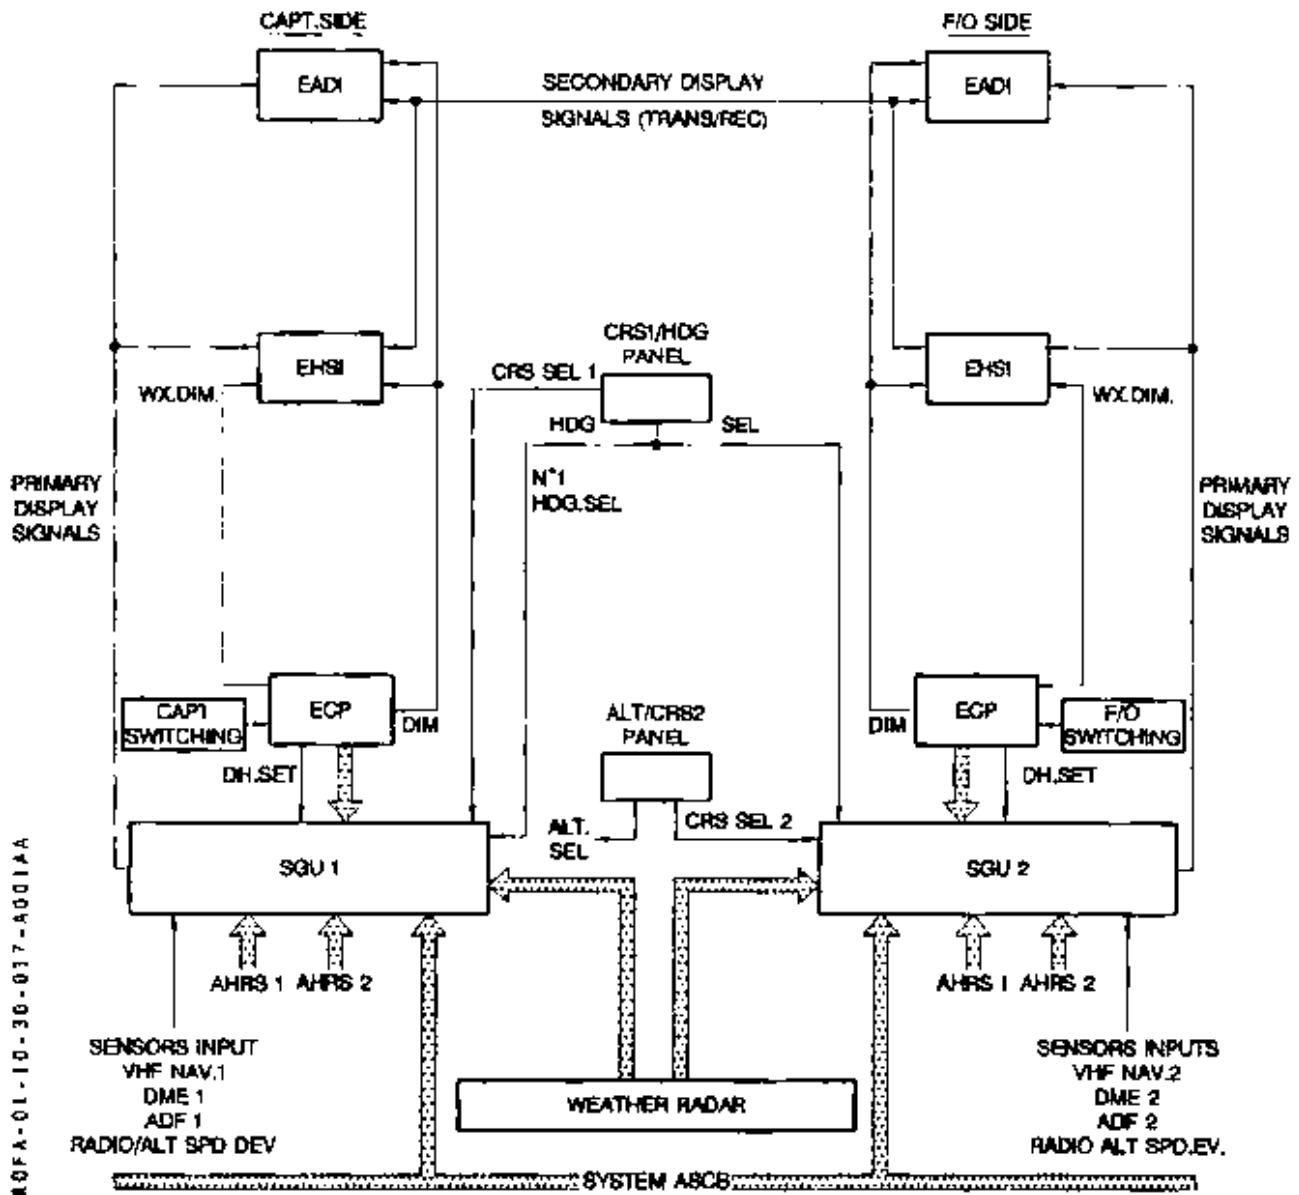 CAPT.SIDE
F/O SIDE
EADI
SECONDARY DISPLAY
SIGNALS (TRANS/REC)
EADI
EHSI
CRS1/HDG
PANEL
EHSI
WX.DIM.
CRS SEL 1
WX.DIM.
HDG
SEL
N°1
HDG.SEL
PRIMARY
DISPLAY
SIGNALS
PRIMARY
DISPLAY
SIGNALS
CAPT
SWITCHING
ECP
DIM
ALT/CRS2
PANEL
DIM
ECP
F/O
SWITCHING
DH.SET
DH.SET
ALT.
SEL
CRS SEL 2
SGU 1
SGU 2
AHRS 1
AHRS 2
AHRS 1
AHRS 2
SENSORS INPUT
VHF NAV.1
DME 1
ADF 1
RADIO/ALT SPD DEV
WEATHER RADAR
SENSORS INPUTS
VHF NAV.2
DME 2
ADF 2
RADIO ALT SPD.EV.
SYSTEM ASCB